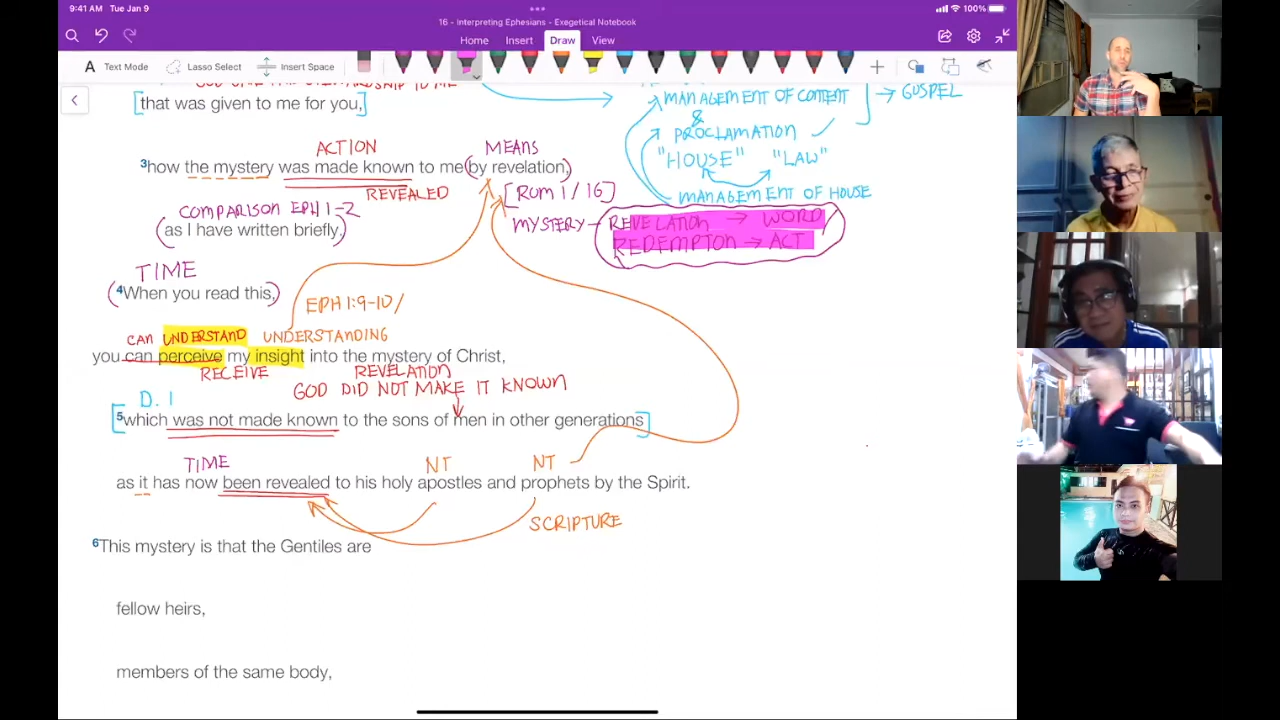 9:41 AM Tue Jan 9
100%
16 - Interpreting Ephesians - Exegetical Notebook
Home Insert Draw View
A Text Mode Lasso Select Insert Space
[that was given to me for you,]
MANAGEMENT OF CONTENT → GOSPEL
&
PROCLAMATION
"HOUSE" "LAW"
MANAGEMENT OF HOUSE
ACTION MEANS
3how the mystery was made known to me (by revelation,)
REVEALED [ROM 1/16]
COMPARISON EPH 1-2
(as I have written briefly.)
MYSTERY - REVELATION → WORD
REDEMPTON → ACT
TIME
(4When you read this,)
EPH 1:9-10/
CAN UNDERSTAND UNDERSTANDING
you can perceive my insight into the mystery of Christ,
RECEIVE REVELATION
GOD DID NOT MAKE IT KNOWN
D. 1
[5which was not made known to the sons of men in other generations]
TIME NT NT
as it has now been revealed to his holy apostles and prophets by the Spirit.
SCRIPTURE
6This mystery is that the Gentiles are
fellow heirs,
members of the same body,